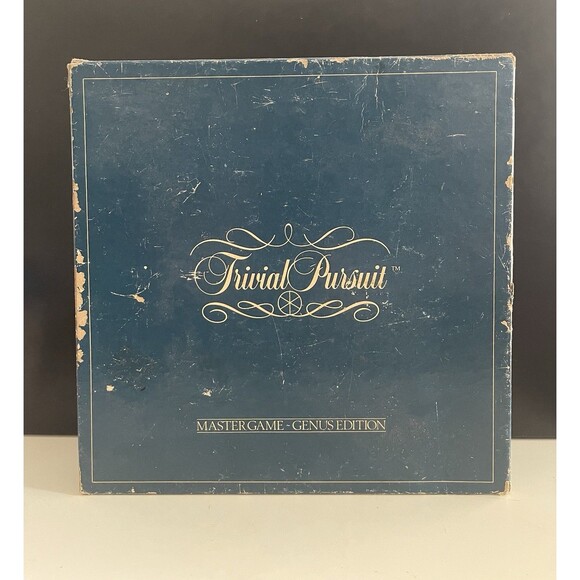 Trivial Pursuit™
MASTER GAME - GENUS EDITION